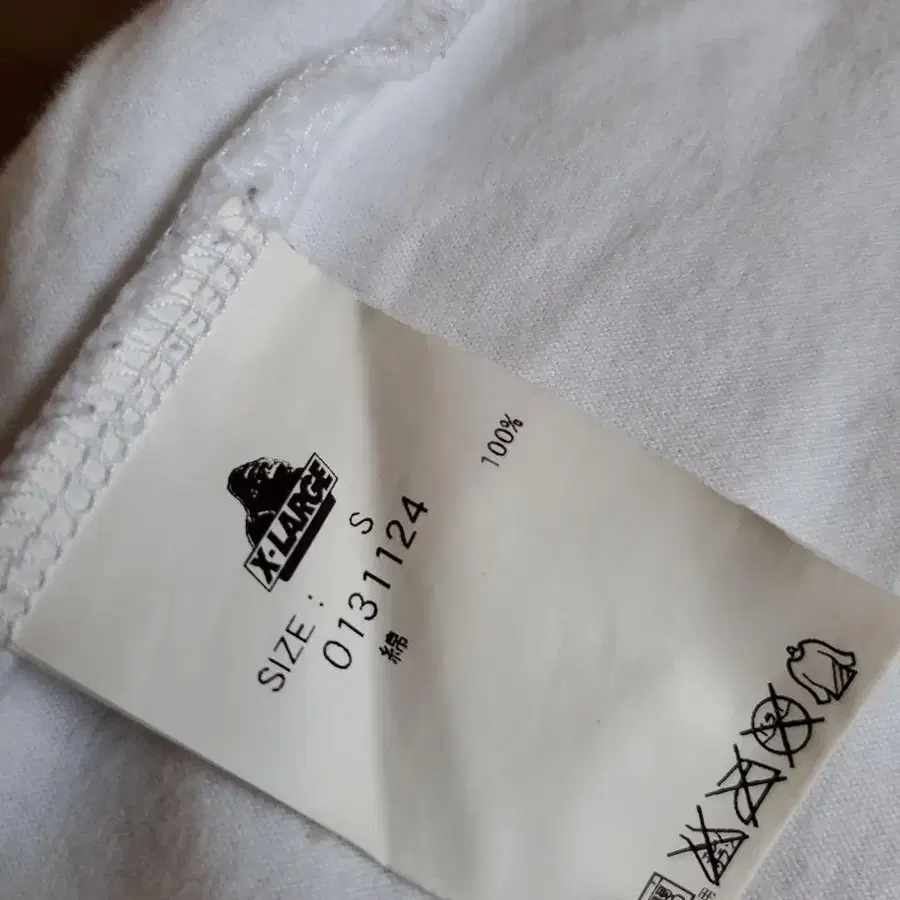 X-LARGE
SIZE : S
0131124
綿 100%